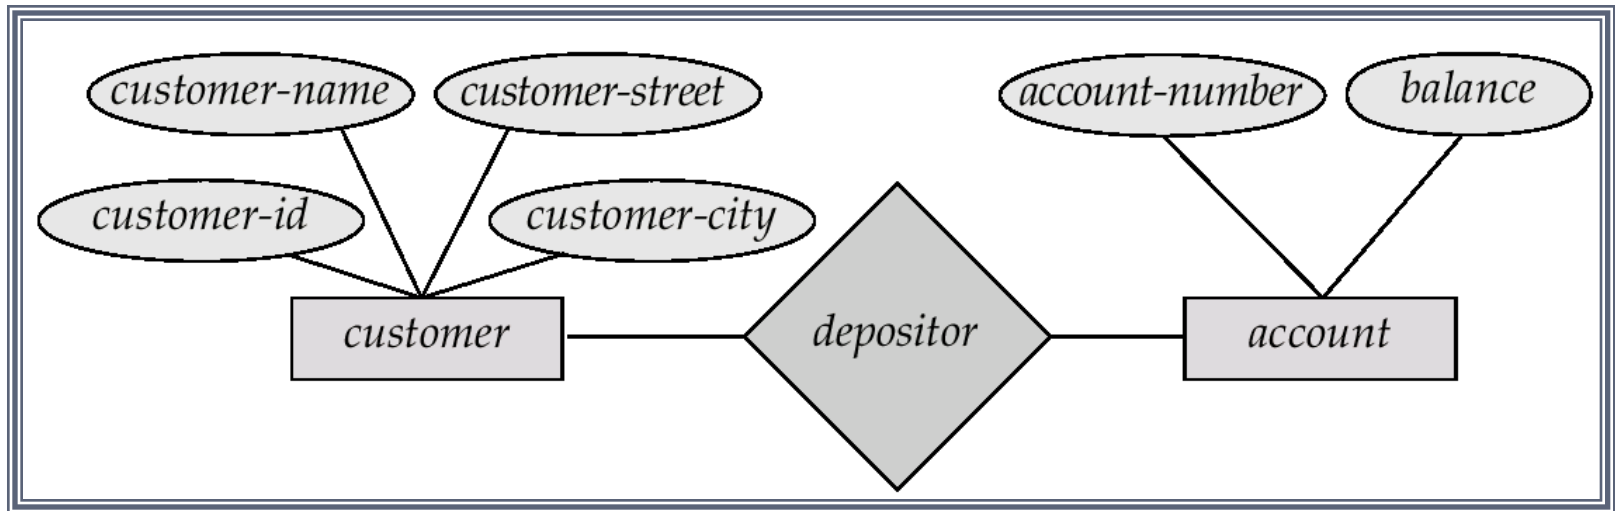 customer-name
customer-street
account-number
balance
customer-id
customer-city
customer
depositor
account